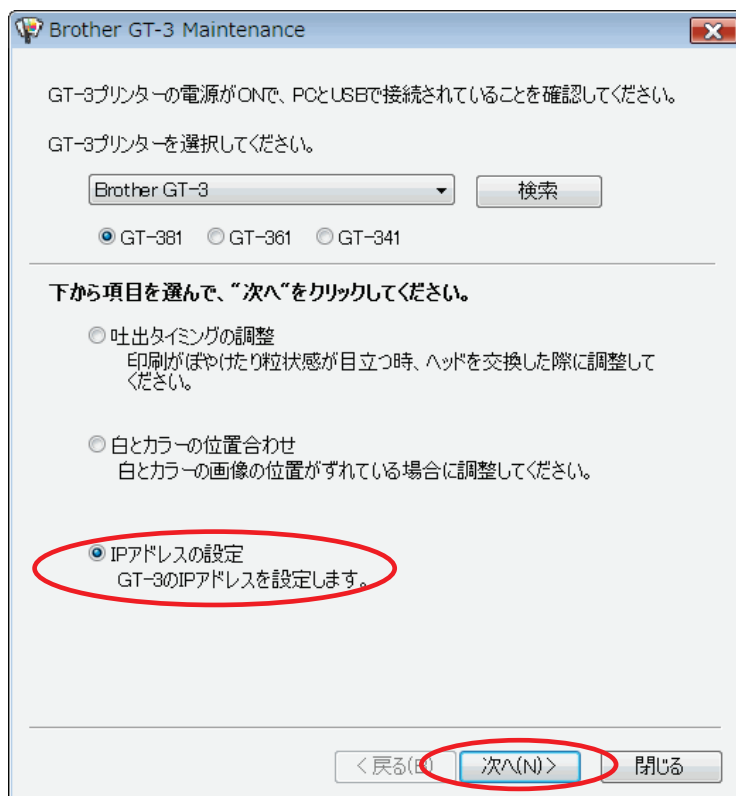 Brother GT-3 Maintenance
GT-3プリンターの電源がONで、PCとUSBで接続されていることを確認してください。
GT-3プリンターを選択してください。
Brother GT-3 検索
GT-381 GT-361 GT-341
下から項目を選んで、“次へ”をクリックしてください。
吐出タイミングの調整
印刷がぼやけたり粒状感が目立つ時、ヘッドを交換した際に調整して
ください。
白とカラーの位置合わせ
白とカラーの画像の位置がずれている場合に調整してください。
IPアドレスの設定
GT-3のIPアドレスを設定します。
< 戻る(B) 次へ(N) > 閉じる